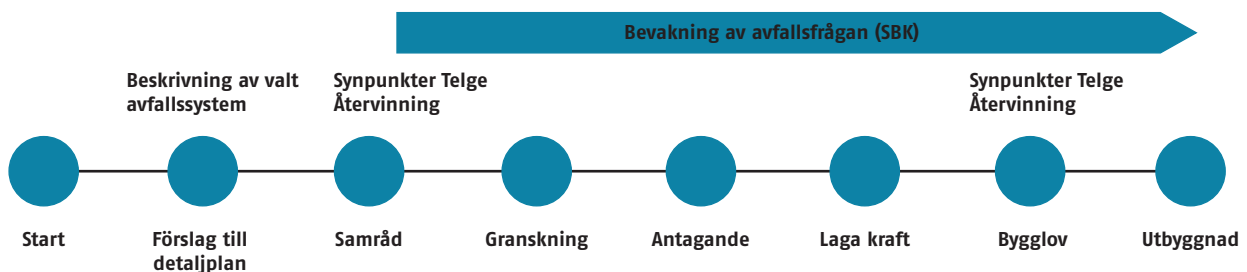 Bevakning av avfallsfrågan (SBK)
Beskrivning av valt
avfallssystem
Synpunkter Telge
Återvinning
Synpunkter Telge
Återvinning
Start
Förslag till
detaljplan
Samråd
Granskning
Antagande
Laga kraft
Bygglov
Utbyggnad